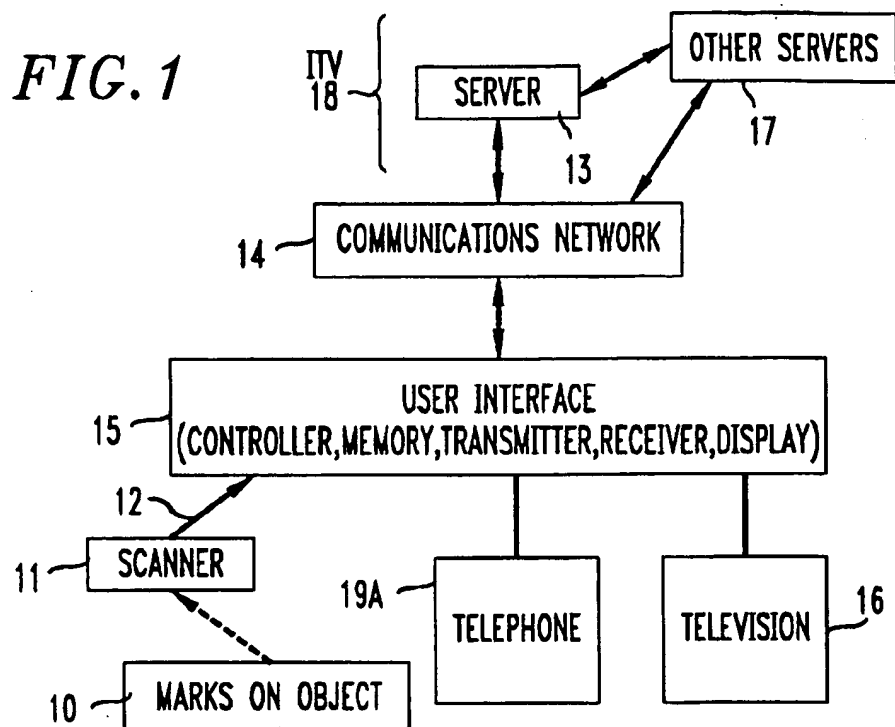 FIG. 1
ITV
18
SERVER
13
OTHER SERVERS
17
14
COMMUNICATIONS NETWORK
15
USER INTERFACE
(CONTROLLER,MEMORY,TRANSMITTER,RECEIVER,DISPLAY)
12
11
SCANNER
19A
TELEPHONE
TELEVISION
16
10
MARKS ON OBJECT